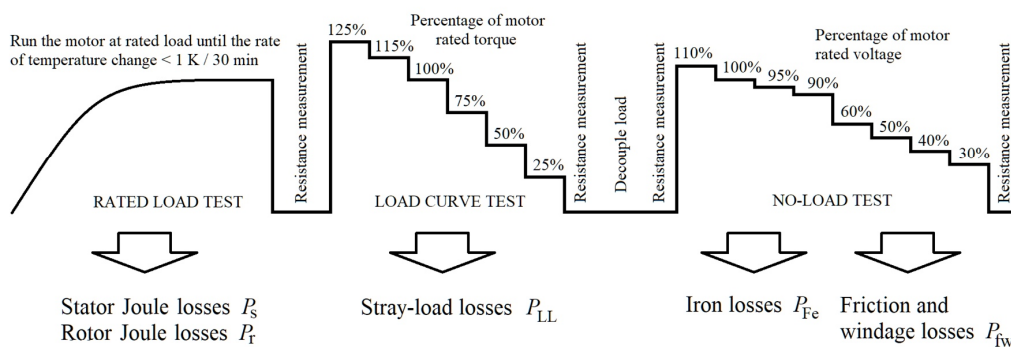 Run the motor at rated load until the rate
of temperature change < 1 K / 30 min
RATED LOAD TEST
Resistance measurement
125%
115%
100%
75%
50%
25%
Percentage of motor
rated torque
LOAD CURVE TEST
Resistance measurement
Decouple load
Resistance measurement
110%
100%
95%
90%
60%
50%
40%
30%
Percentage of motor
rated voltage
NO-LOAD TEST
Resistance measurement
Stator Joule losses Ps
Rotor Joule losses Pr
Stray-load losses PLL
Iron losses PFe
Friction and
windage losses Pfw